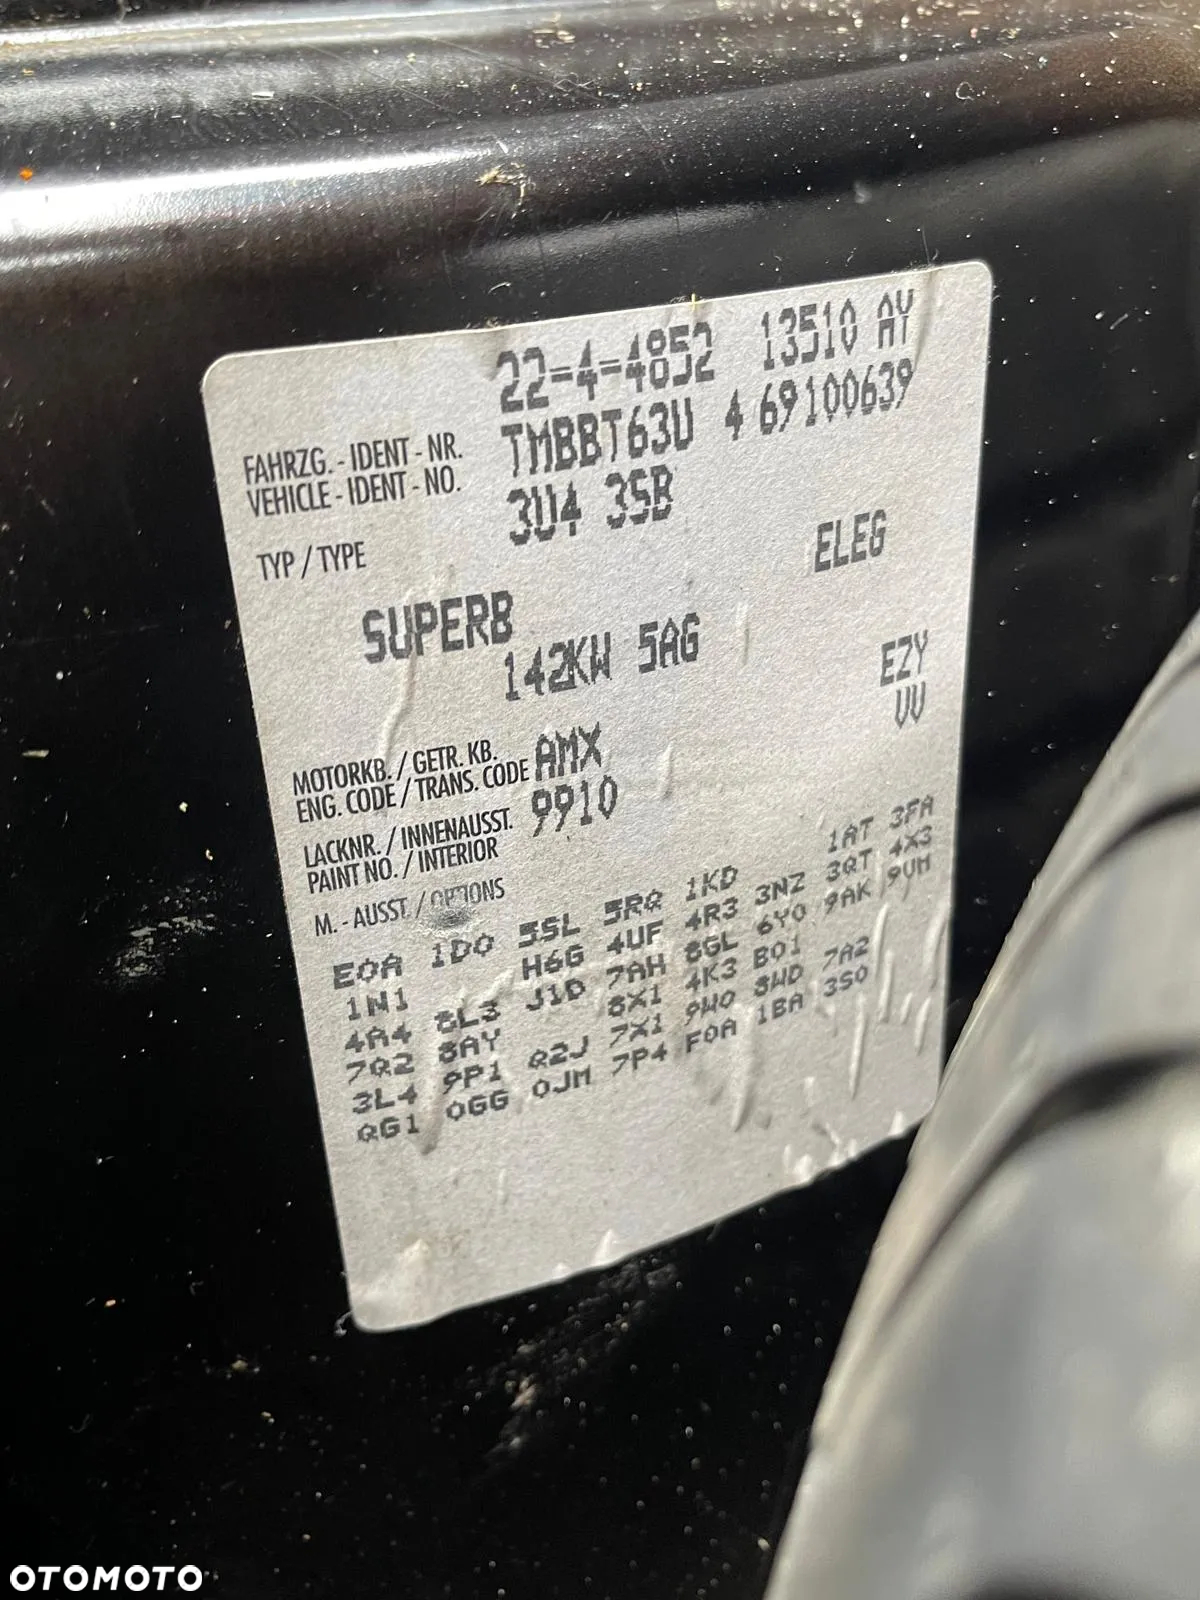 22-4-4852 13510 AY
FAHRZG. - IDENT - NR.
VEHICLE - IDENT - NO.
TMBBT63U 4 69100639
TYP / TYPE
3U4 3SB
ELEG
SUPERB
142KW 5AG
EZY
MOTORKB. / GETR. KB.
ENG. CODE / TRANS. CODE
AMX
UV
LACKNR. / INNENAUSST.
PAINT NO. / INTERIOR
9910
M. - AUSST. / OPTIONS
E0A 1D0 5SL 5RQ 1KD 1AT 3FA
1N1 H6G 4UF 4R3 3NZ 3QT 4X3
4A4 8L3 J1D 7AH 8GL 6Y0 9AK 9VM
7Q2 8AY 8X1 4K3 B01
3L4 9P1 Q2J 7X1 9W0 8WD 7A2
QG1 0GG 0JM 7P4 F0A 1BA 3S0
OTOMOTO